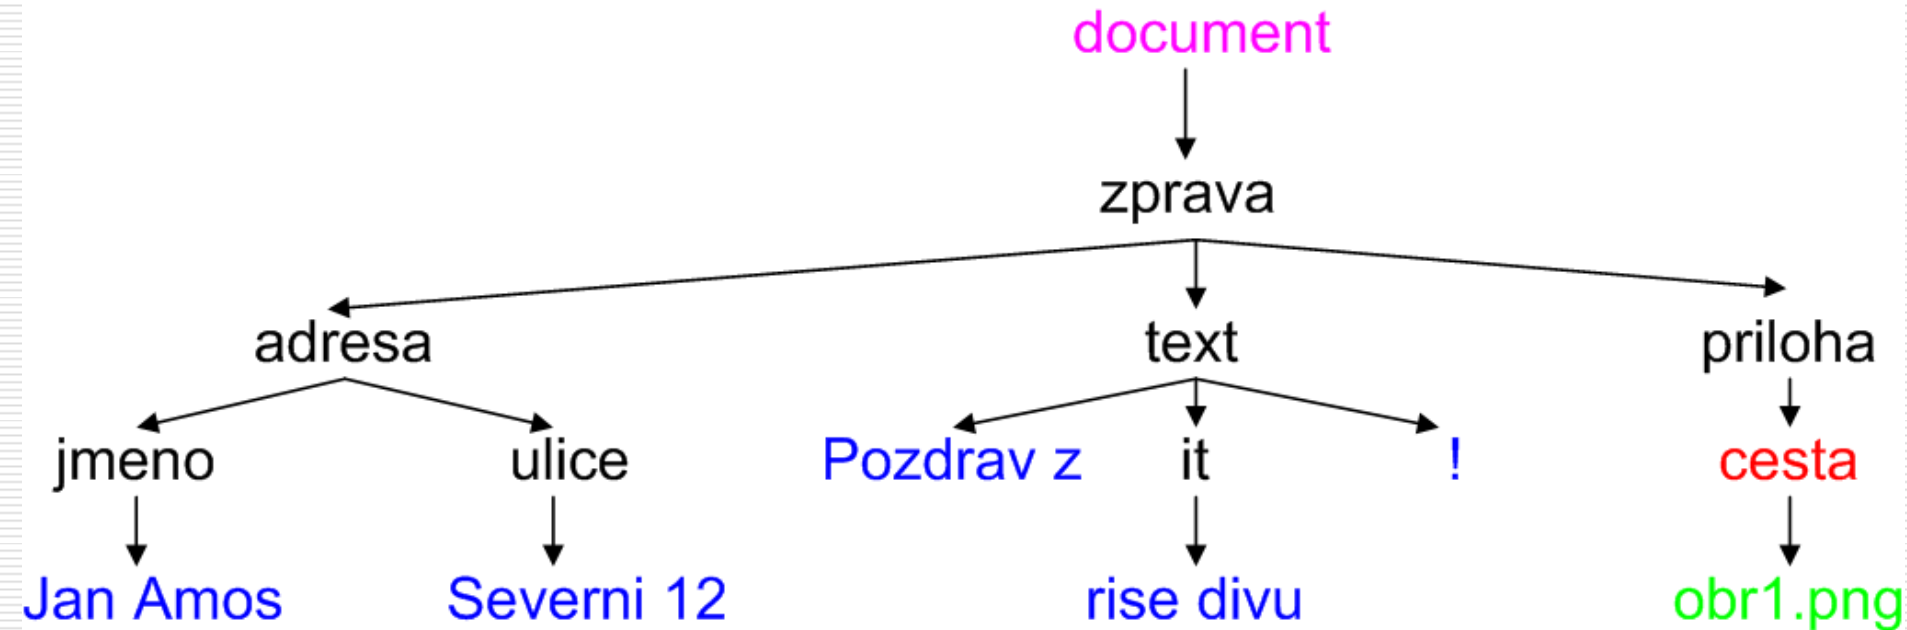 document
zprava
adresa text priloha
jmeno ulice Pozdrav z it ! cesta
Jan Amos Severni 12 rise divu obr1.png